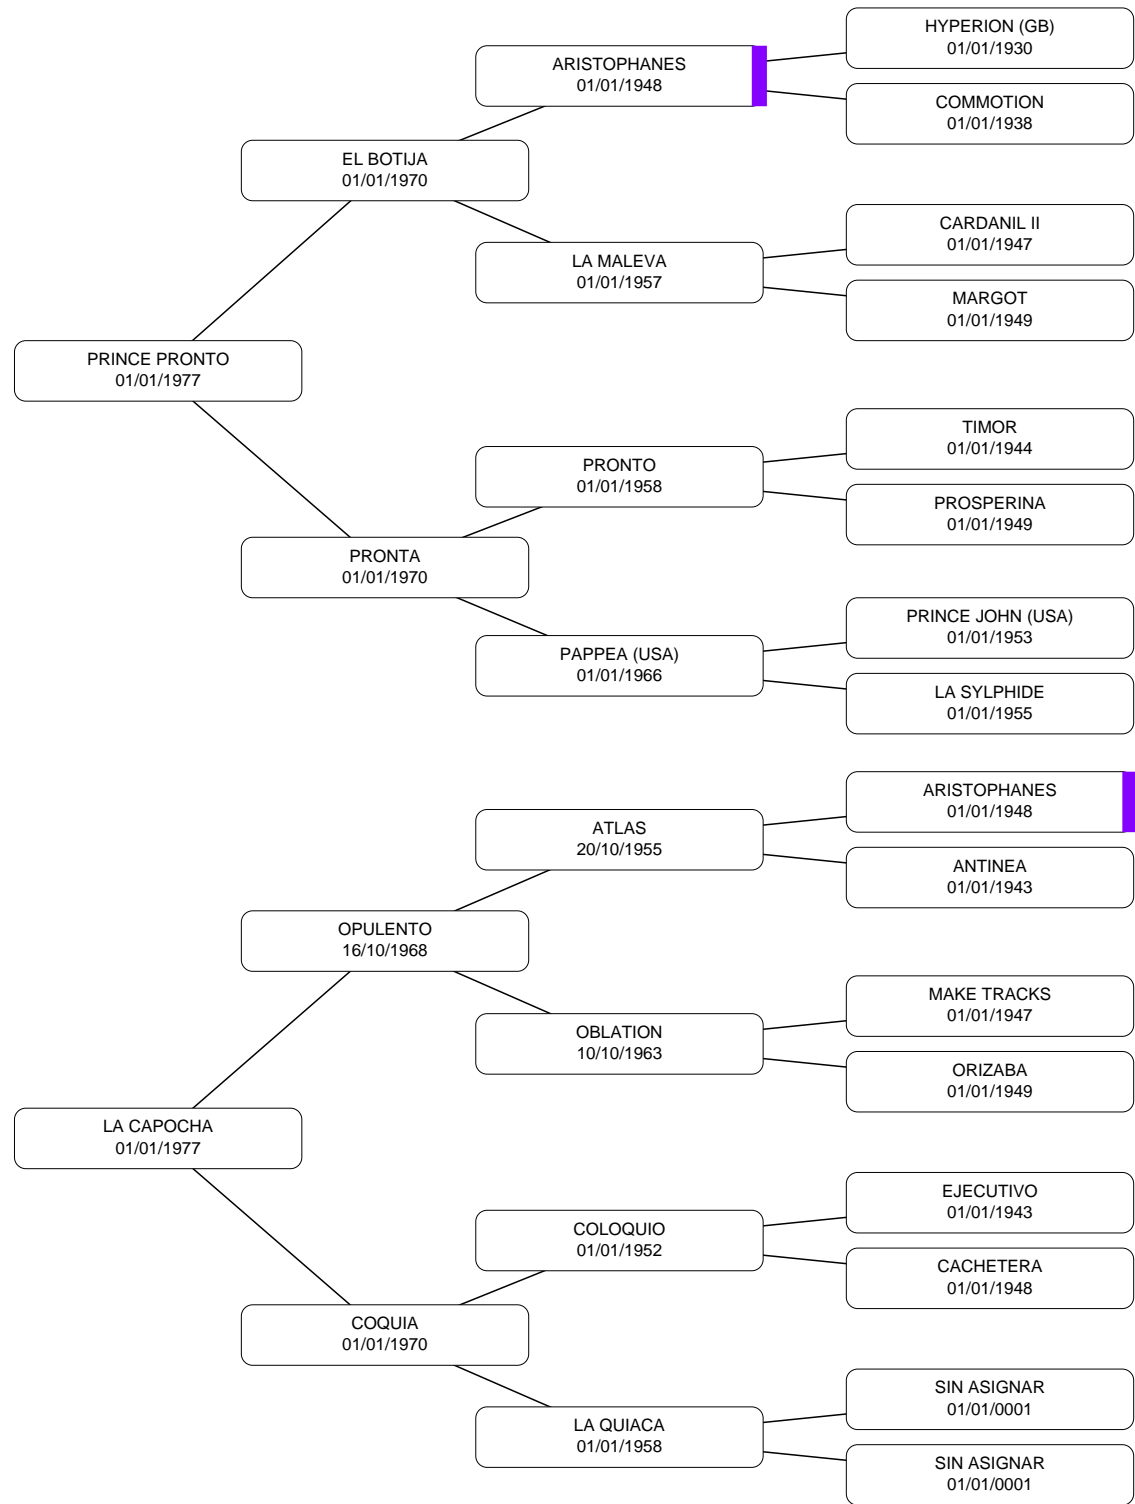 HYPERION (GB)
01/01/1930
ARISTOPHANES
01/01/1948
COMMOTION
01/01/1938
EL BOTIJA
01/01/1970
CARDANIL II
01/01/1947
LA MALEVA
01/01/1957
MARGOT
01/01/1949
PRINCE PRONTO
01/01/1977
TIMOR
01/01/1944
PRONTO
01/01/1958
PROSPERINA
01/01/1949
PRONTA
01/01/1970
PRINCE JOHN (USA)
01/01/1953
PAPPEA (USA)
01/01/1966
LA SYLPHIDE
01/01/1955
ARISTOPHANES
01/01/1948
ATLAS
20/10/1955
ANTINEA
01/01/1943
OPULENTO
16/10/1968
MAKE TRACKS
01/01/1947
OBLATION
10/10/1963
ORIZABA
01/01/1949
LA CAPOCHA
01/01/1977
EJECUTIVO
01/01/1943
COLOQUIO
01/01/1952
CACHETERA
01/01/1948
COQUIA
01/01/1970
SIN ASIGNAR
01/01/0001
LA QUIACA
01/01/1958
SIN ASIGNAR
01/01/0001